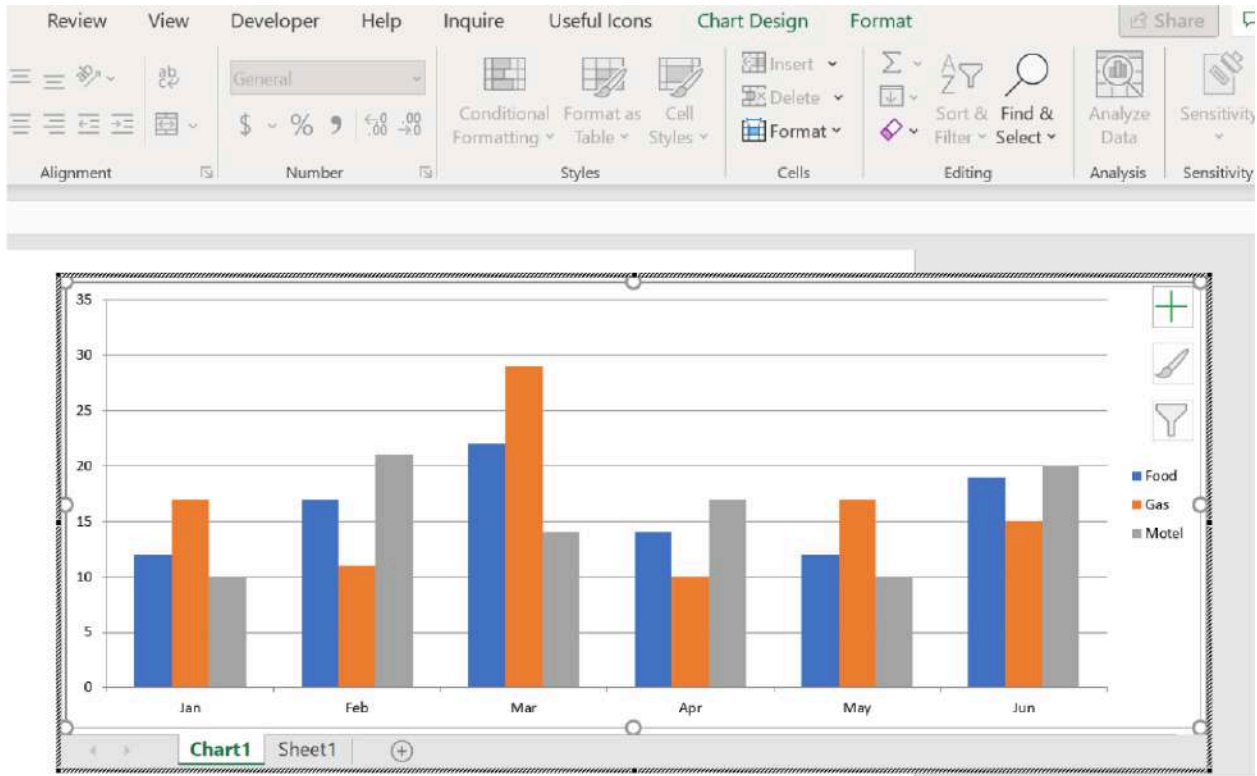 Review View Developer Help Inquire Useful Icons Chart Design Format Share
ab
General
Insert
Delete
Format
$ % 9
Conditional Formatting
Format as Table
Cell Styles
Sort & Filter
Find & Select
Analyze Data
Sensitivity
Alignment Number Styles Cells Editing Analysis Sensitivity
35
30
25
20
15
10
5
0
Jan Feb Mar Apr May Jun
Food
Gas
Motel
Chart1 Sheet1